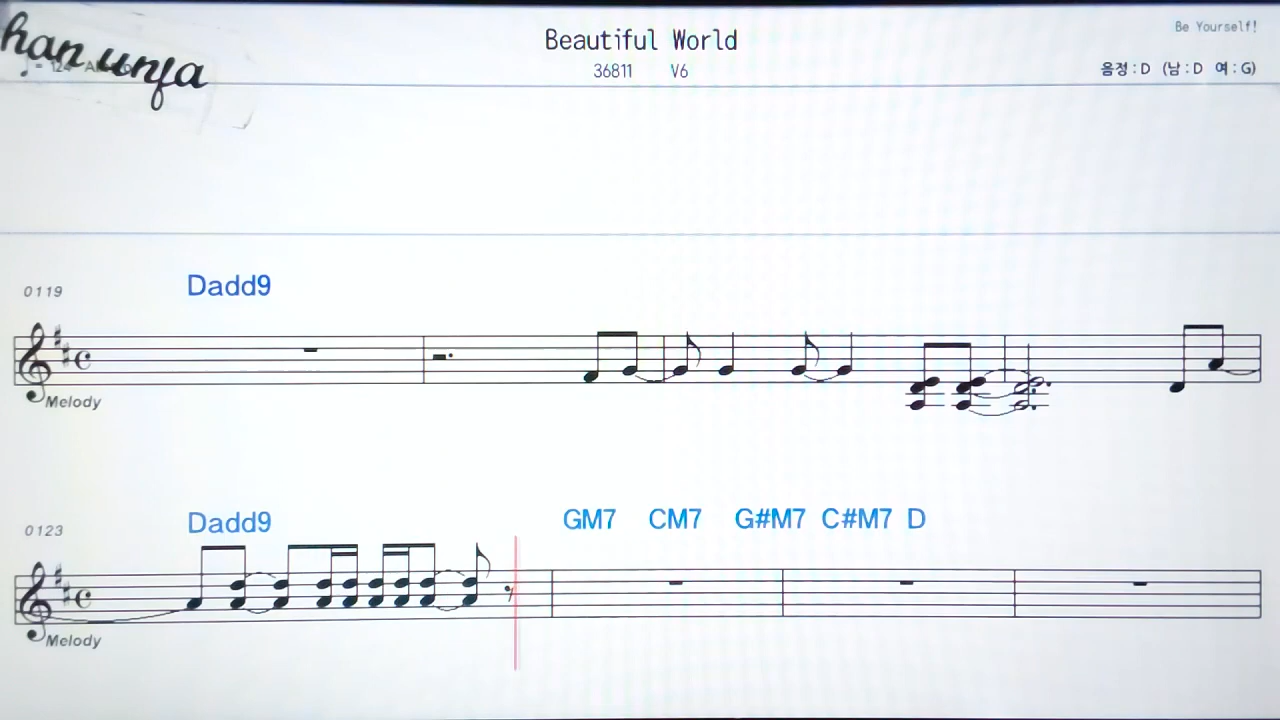 Be Yourself!
Beautiful World
36811 V6
음정:D (남:D 여:G)
han unja
Dadd9
0119
Melody
Dadd9 GM7 CM7 G#M7 C#M7 D
0123
Melody